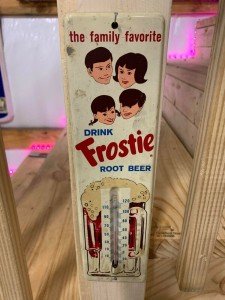 the family favorite
DRINK
Frostie
ROOT BEER